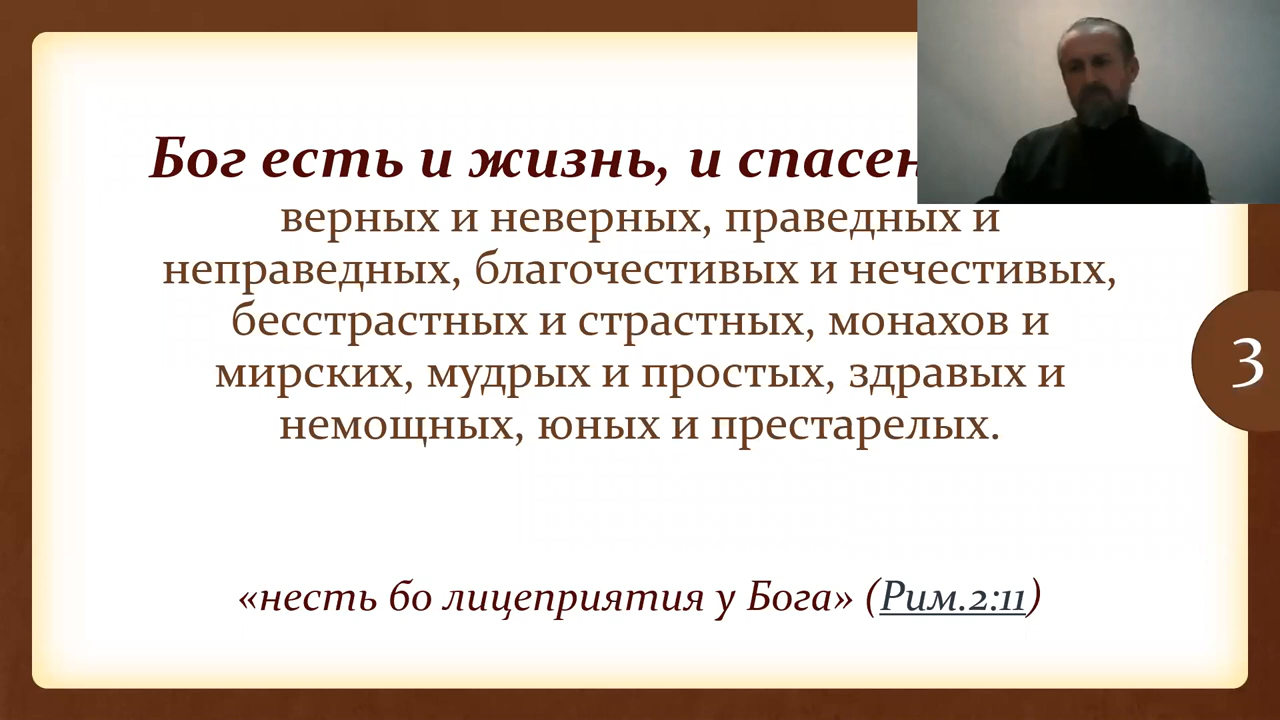 Бог есть и жизнь, и
верных и неверных, праведных и
неправедных, благочестивых и нечестивых,
бесстрастных и страстных, монахов и
мирских, мудрых и простых, здравых и
немощных, юных и престарелых.
3
«несть бо лицеприятия у Бога» (Рим.2:11)